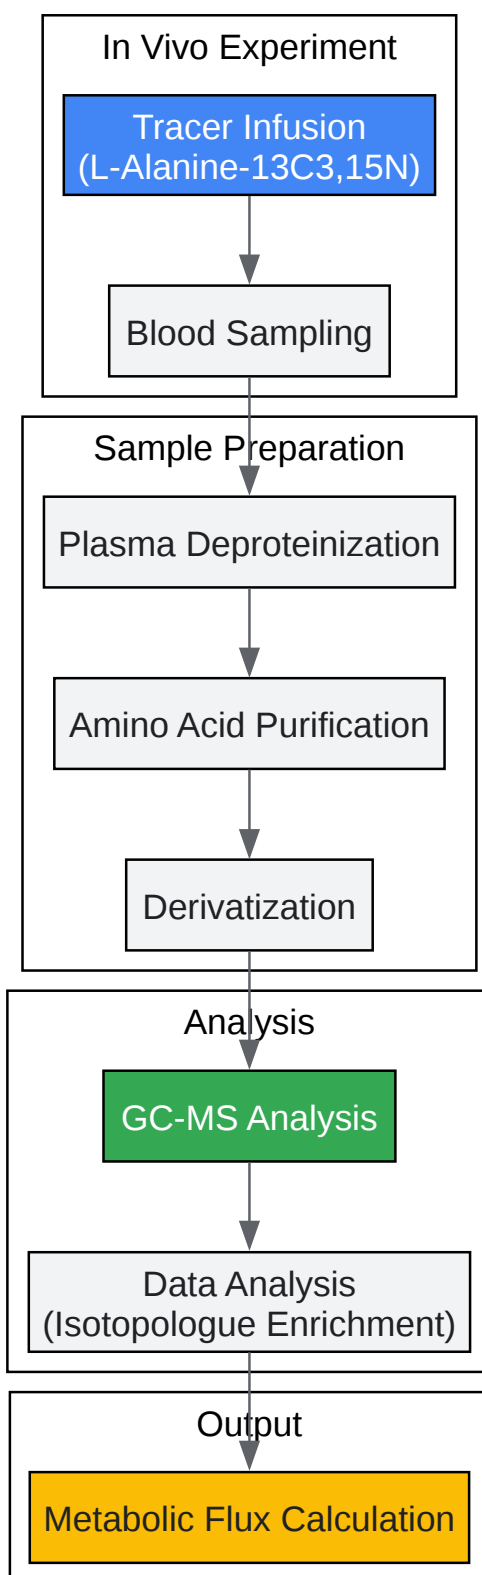 In Vivo Experiment
Tracer Infusion
(L-Alanine-13C3,15N)
Blood Sampling
Sample Preparation
Plasma Deproteinization
Amino Acid Purification
Derivatization
Analysis
GC-MS Analysis
Data Analysis
(Isotopologue Enrichment)
Output
Metabolic Flux Calculation